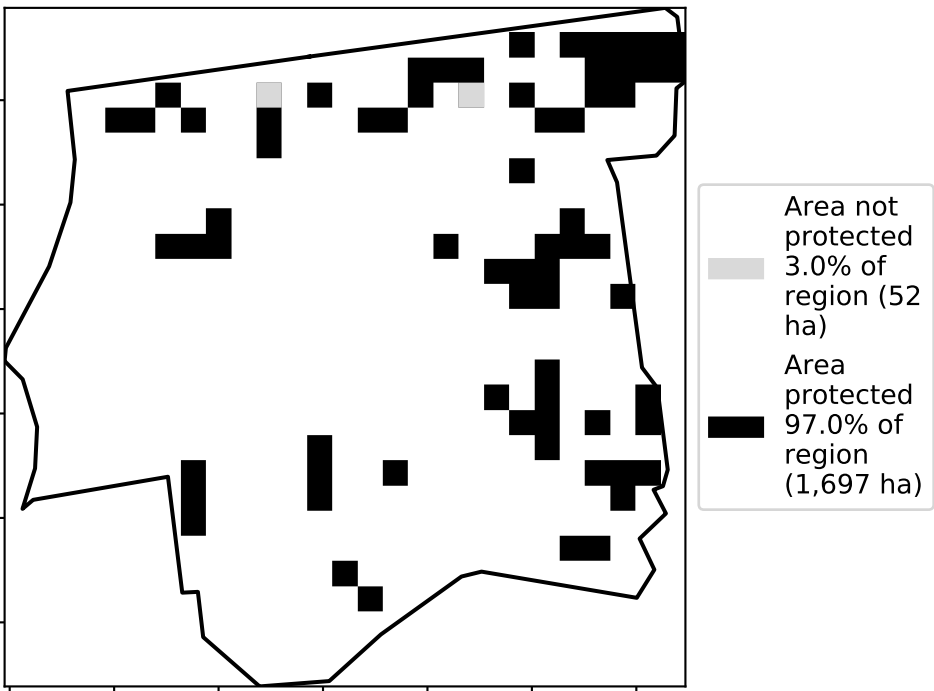 Area not
protected
3.0% of
region (52
ha)
Area
protected
97.0% of
region
(1,697 ha)